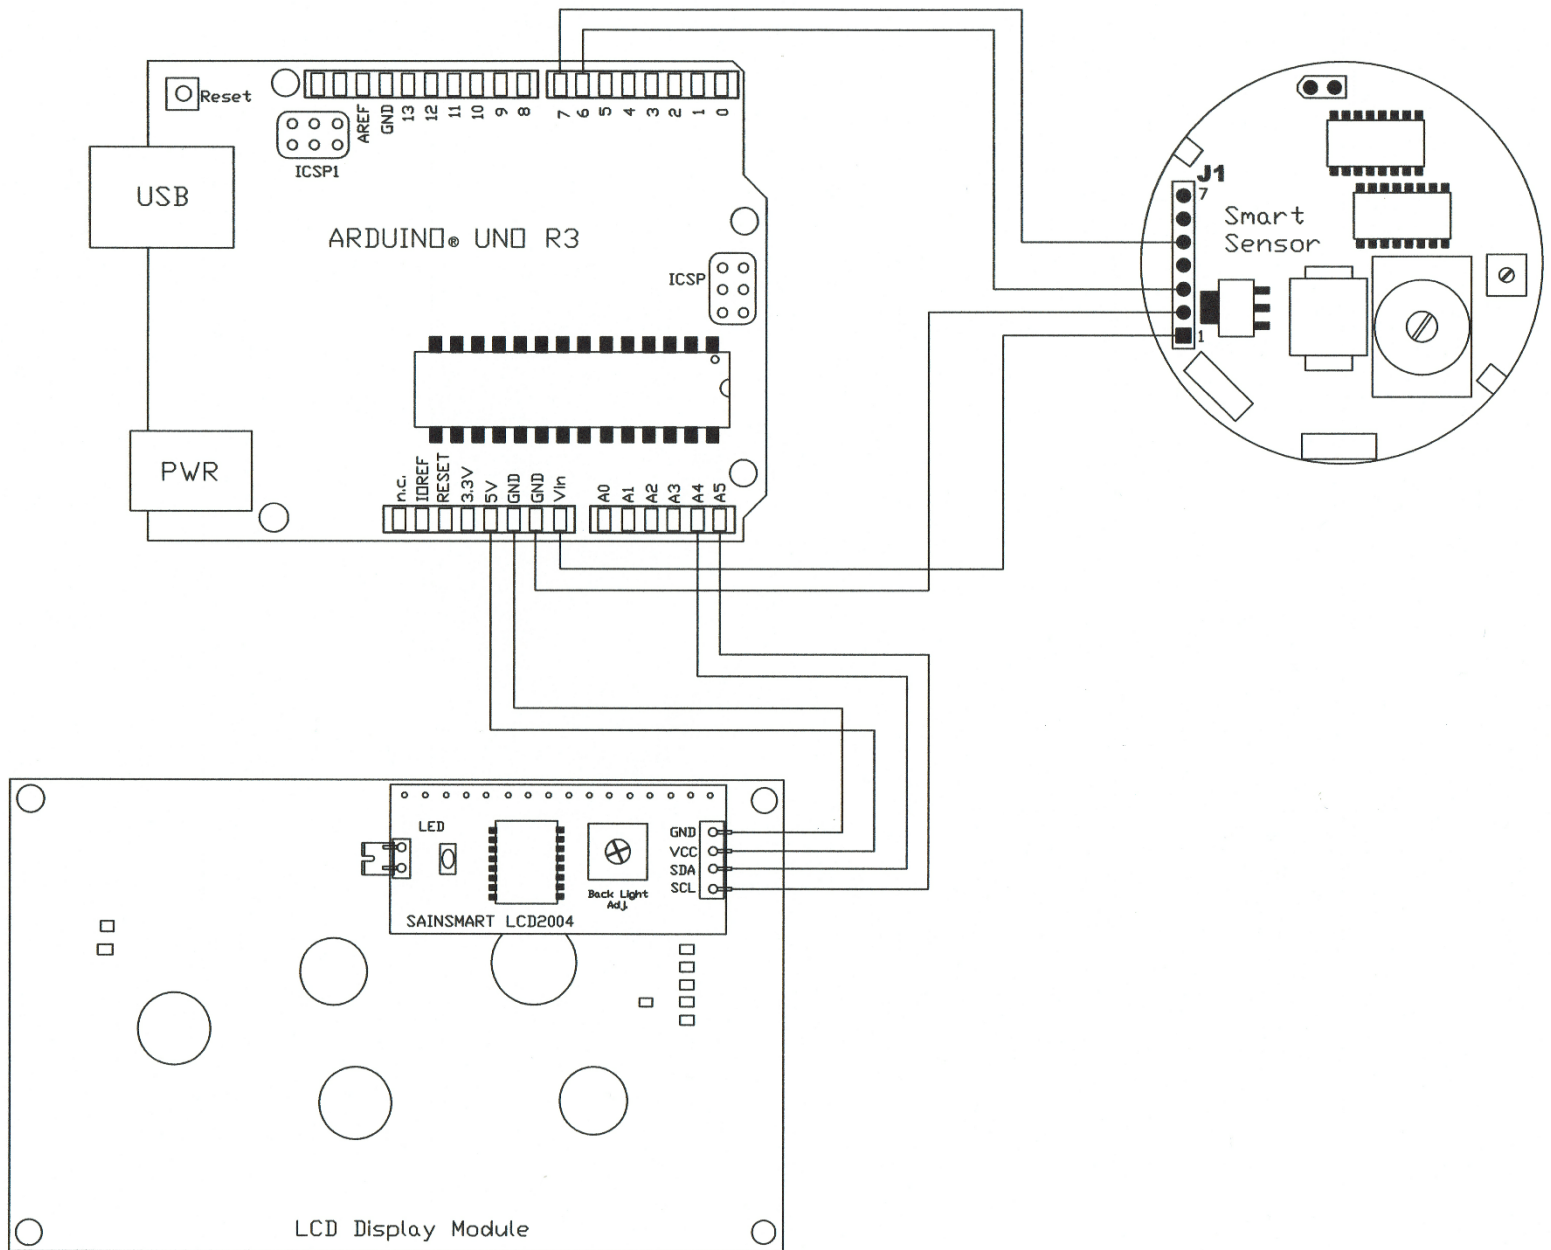 Reset
AREF
GND
13
12
11
10
9
8
7
6
5
4
3
2
1
0
ICSP1
USB
ARDUINO® UNO R3
ICSP
J1
7
Smart
Sensor
1
PWR
n.c.
IOREF
RESET
3.3V
5V
GND
GND
Vin
A0
A1
A2
A3
A4
A5
LED
GND
VCC
SDA
SCL
Back Light
Adj.
SAINSMART LCD2004
LCD Display Module